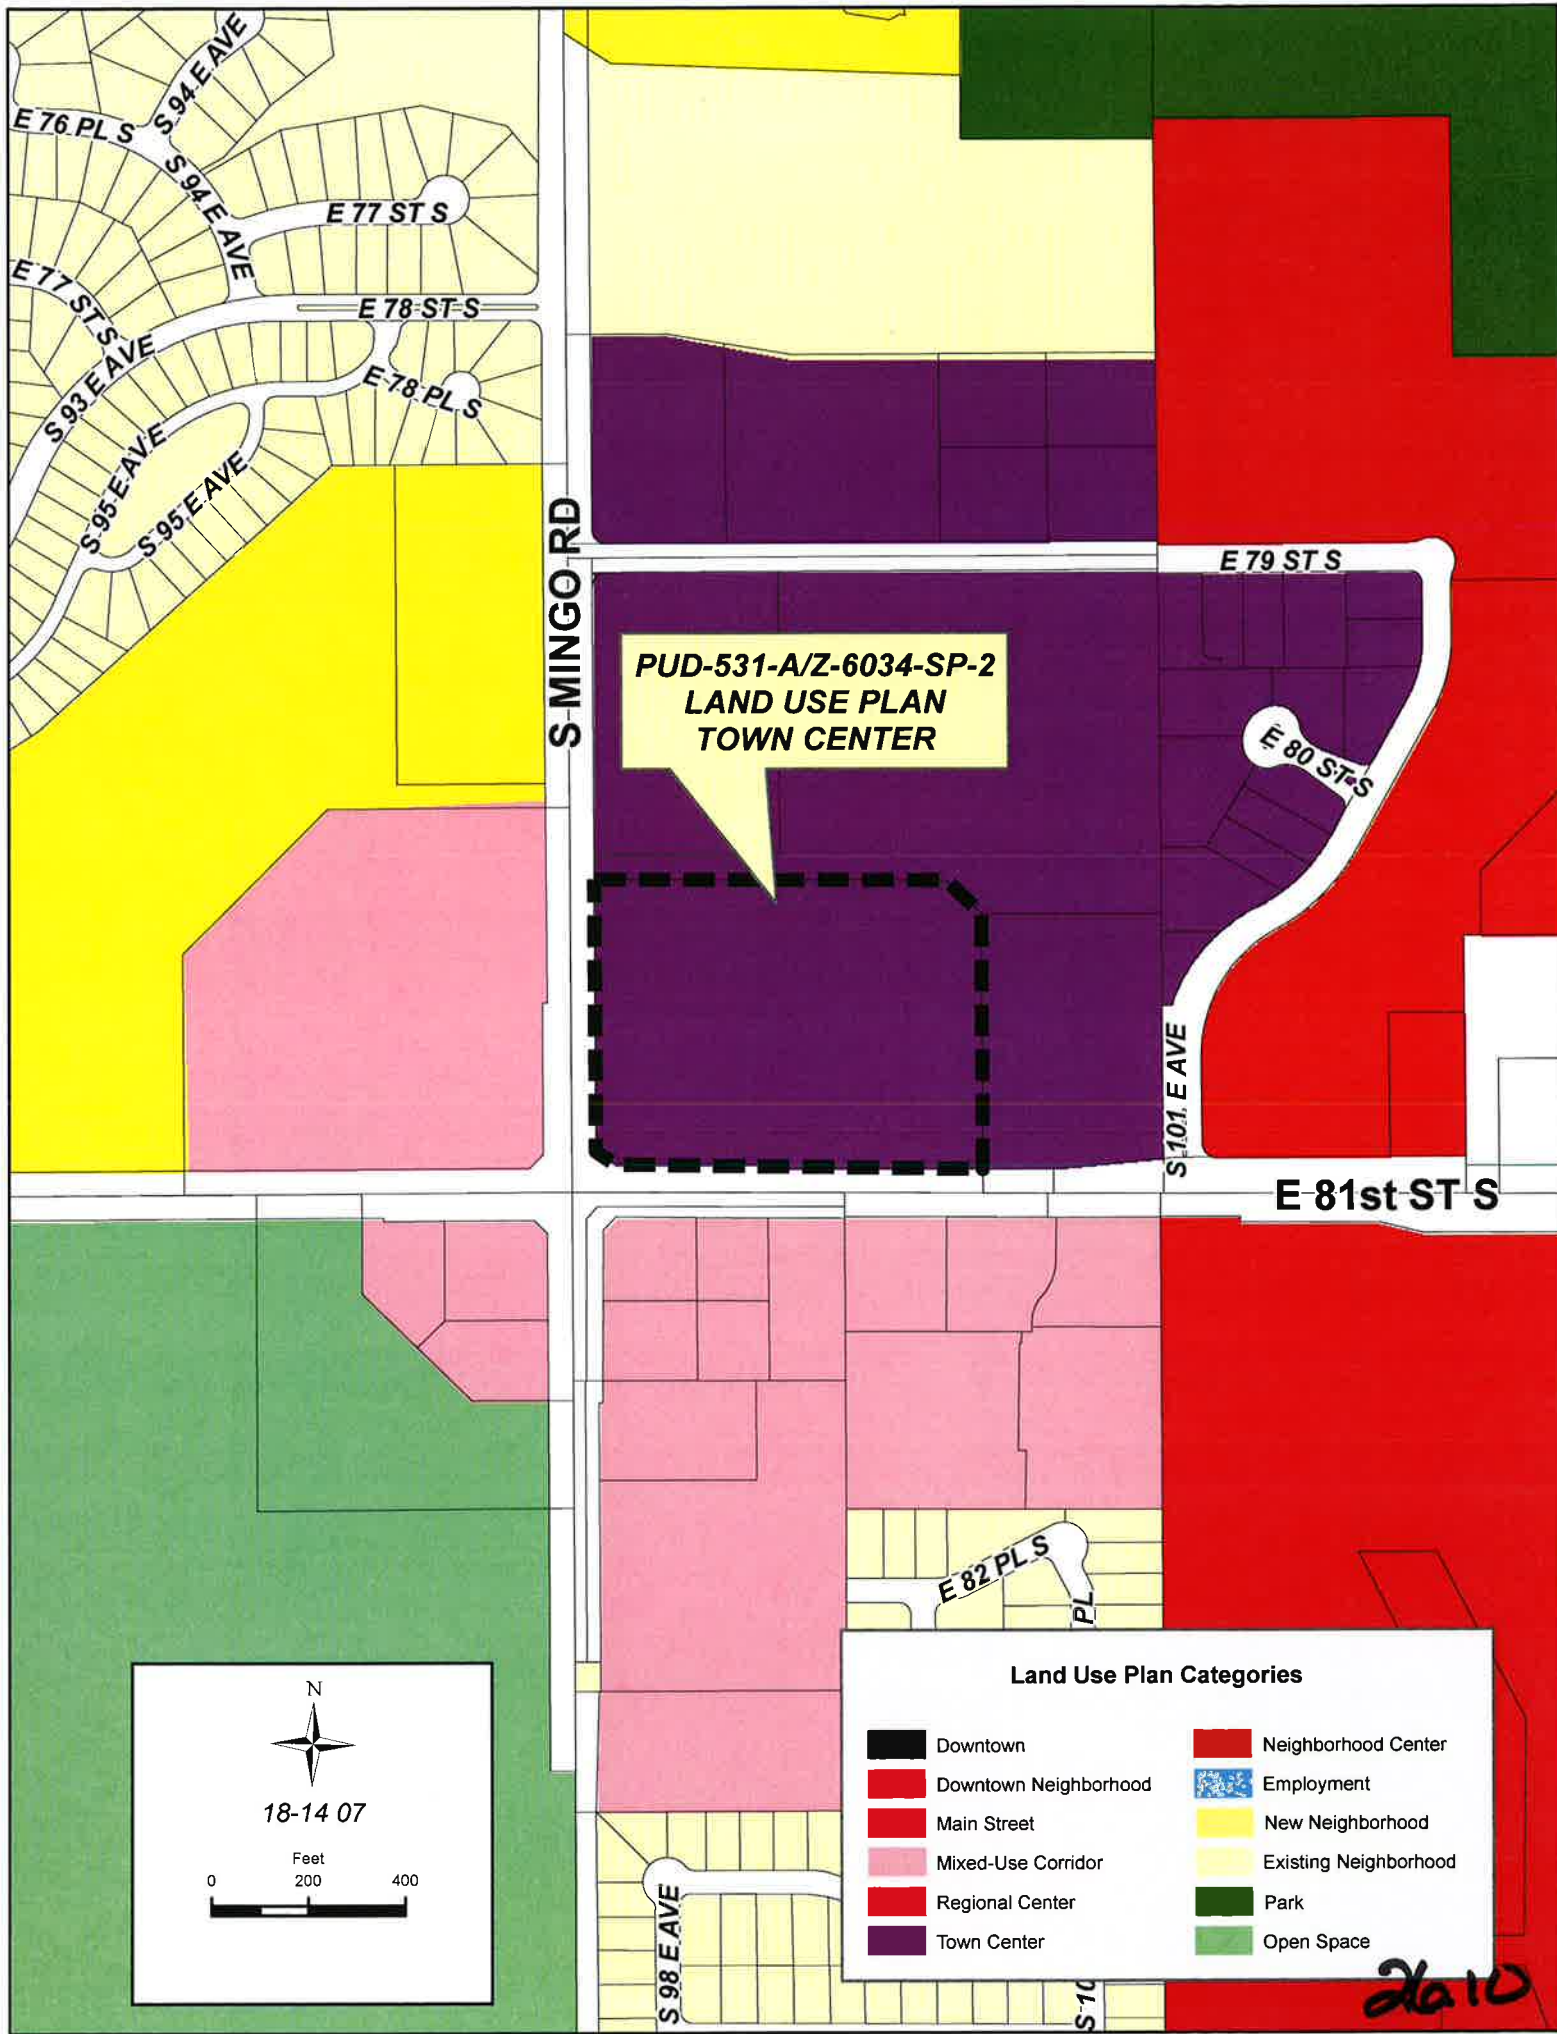 S 94 E AVE
E 76 PL S
S 94 E AVE
E 77 ST S
E 77 ST S
E 78 ST S
S 93 E AVE
E 78 PL S
S 95 E AVE
S 95 E AVE
S MINGO RD
E 79 ST S
PUD-531-A/Z-6034-SP-2
LAND USE PLAN
TOWN CENTER
E 80 ST S
S 101 E AVE
E 81st ST S
E 82 PL S
PL
S 98 E AVE
S 10
N
18-14 07
Feet
0 200 400
Land Use Plan Categories
Downtown
Downtown Neighborhood
Main Street
Mixed-Use Corridor
Regional Center
Town Center
Neighborhood Center
Employment
New Neighborhood
Existing Neighborhood
Park
Open Space